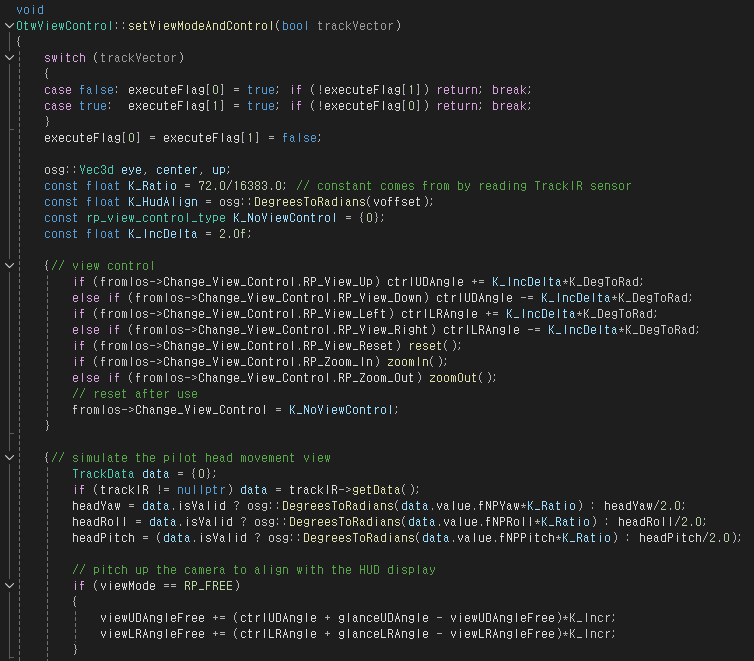 void
OtwViewControl::setViewModeAndControl(bool trackVector)
{
    switch (trackVector)
    {
    case false: executeFlag[0] = true; if (!executeFlag[1]) return; break;
    case true:  executeFlag[1] = true; if (!executeFlag[0]) return; break;
    }
    executeFlag[0] = executeFlag[1] = false;

    osg::Vec3d eye, center, up;
    const float K_Ratio = 72.0/16383.0; // constant comes from by reading TrackIR sensor
    const float K_HudAlign = osg::DegreesToRadians(voffset);
    const rp_view_control_type K_NoViewControl = {0};
    const float K_IncDelta = 2.0f;

    {// view control
        if (fromIos->Change_View_Control.RP_View_Up) ctrlUDAngle += K_IncDelta*K_DegToRad;
        else if (fromIos->Change_View_Control.RP_View_Down) ctrlUDAngle -= K_IncDelta*K_DegToRad;
        if (fromIos->Change_View_Control.RP_View_Left) ctrlLRAngle += K_IncDelta*K_DegToRad;
        else if (fromIos->Change_View_Control.RP_View_Right) ctrlLRAngle -= K_IncDelta*K_DegToRad;
        if (fromIos->Change_View_Control.RP_View_Reset) reset();
        if (fromIos->Change_View_Control.RP_Zoom_In) zoomIn();
        else if (fromIos->Change_View_Control.RP_Zoom_Out) zoomOut();
        // reset after use
        fromIos->Change_View_Control = K_NoViewControl;
    }

    {// simulate the pilot head movement view
        TrackData data = {0};
        if (trackIR != nullptr) data = trackIR->getData();
        headYaw = data.isValid ? osg::DegreesToRadians(data.value.fNPYaw*K_Ratio) : headYaw/2.0;
        headRoll = data.isValid ? osg::DegreesToRadians(data.value.fNPRoll*K_Ratio) : headRoll/2.0;
        headPitch = (data.isValid ? osg::DegreesToRadians(data.value.fNPPitch*K_Ratio) : headPitch/2.0);

        // pitch up the camera to align with the HUD display
        if (viewMode == RP_FREE)
        {
            viewUDAngleFree += (ctrlUDAngle + glanceUDAngle - viewUDAngleFree)*K_Incr;
            viewLRAngleFree += (ctrlLRAngle + glanceLRAngle - viewLRAngleFree)*K_Incr;
        }